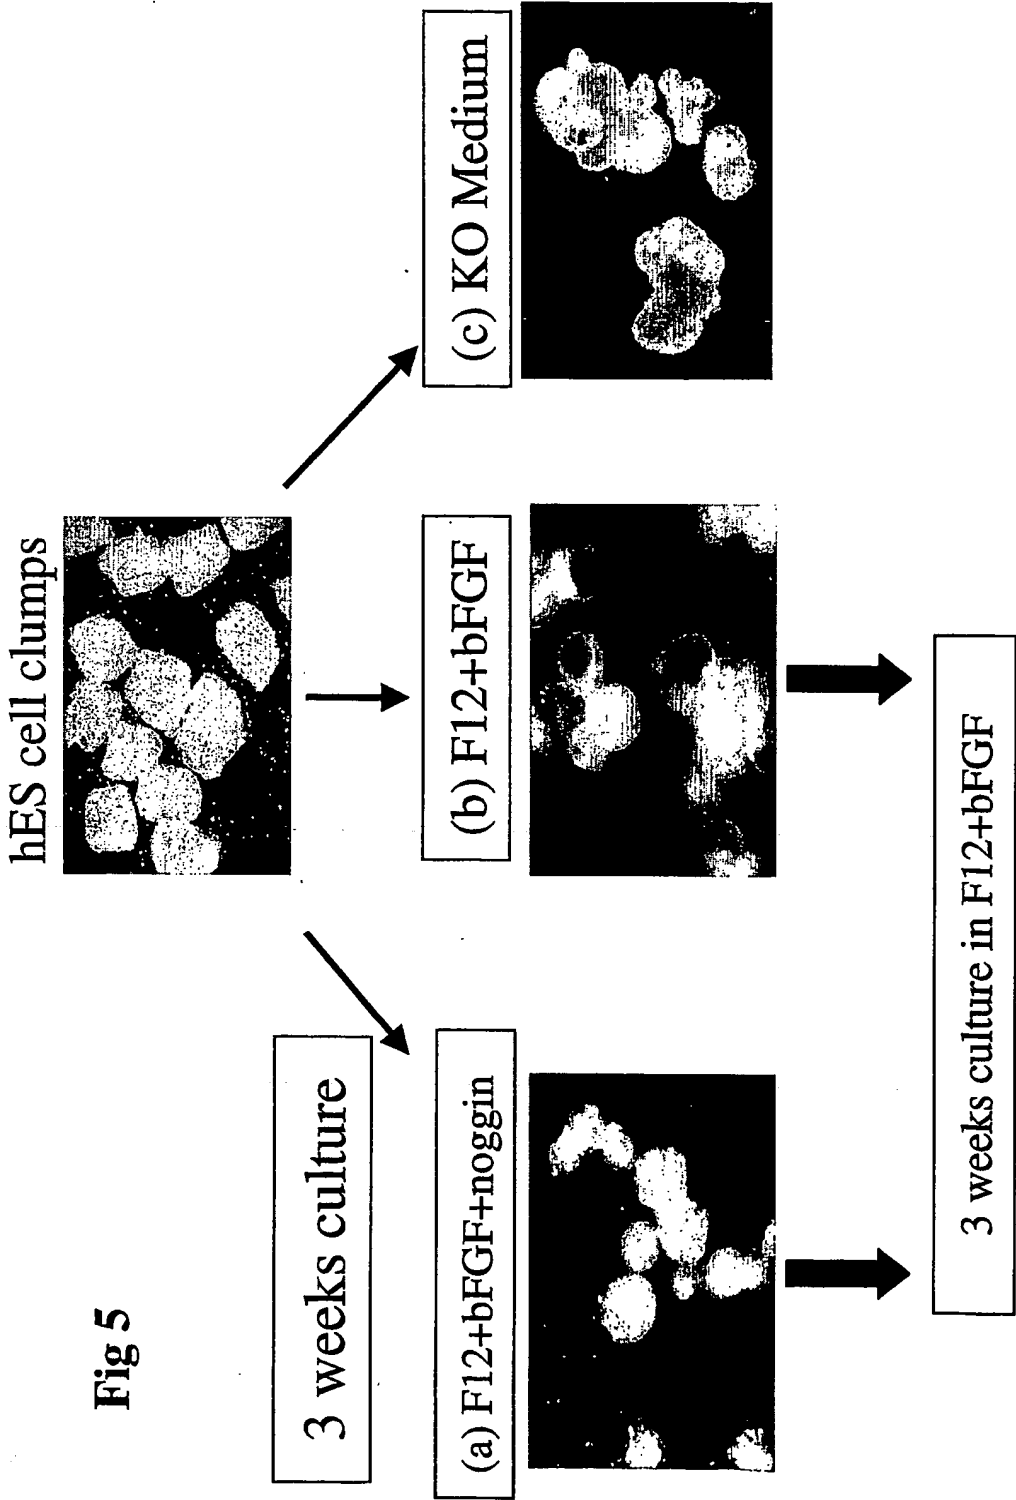 Fig 5
hES cell clumps
3 weeks culture
(a) F12+bFGF+noggin
(b) F12+bFGF
(c) KO Medium
3 weeks culture in F12+bFGF